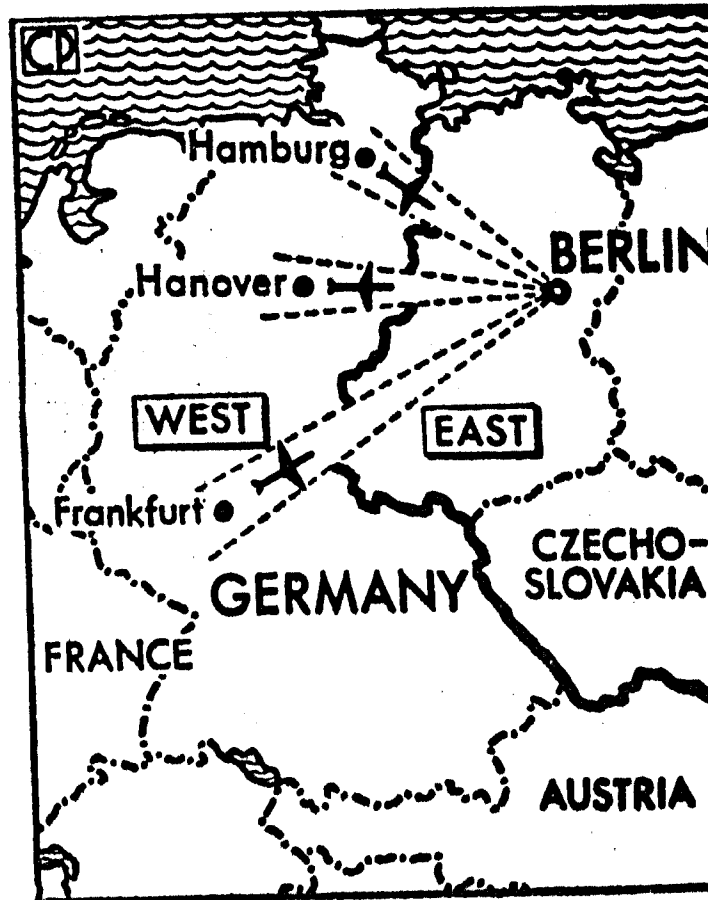 CP
Hamburg
BERLIN
Hanover
WEST
EAST
Frankfurt
CZECHO-
SLOVAKIA
GERMANY
FRANCE
AUSTRIA